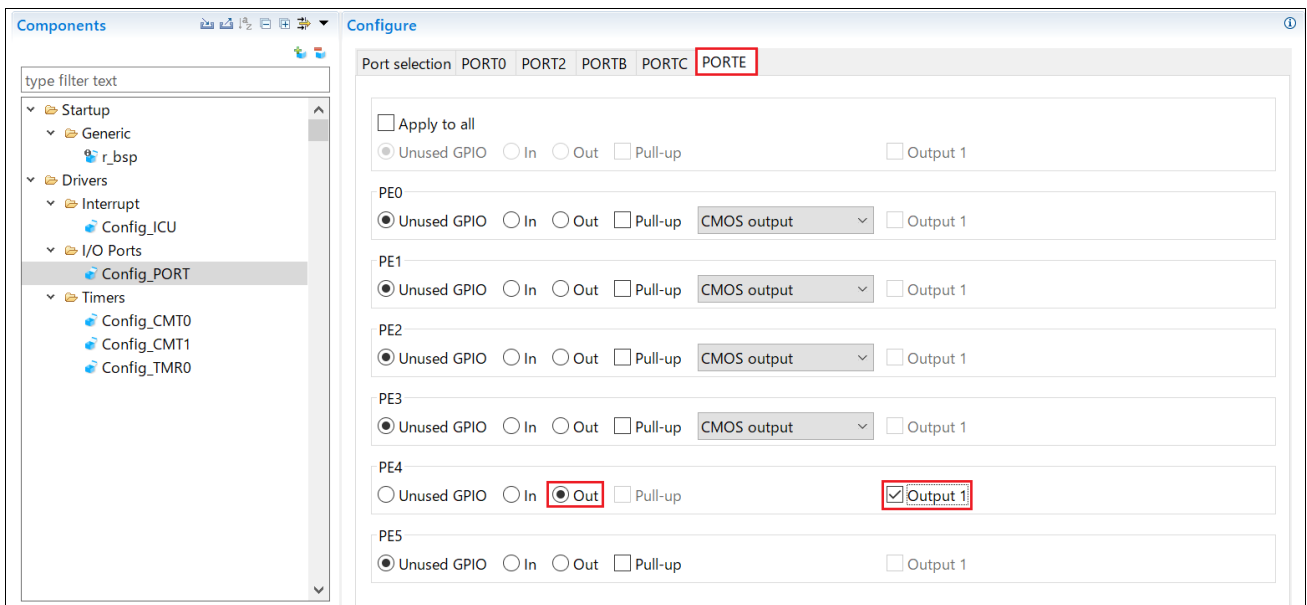 Components
type filter text
Startup
Generic
r_bsp
Drivers
Interrupt
Config_ICU
I/O Ports
Config_PORT
Timers
Config_CMT0
Config_CMT1
Config_TMR0
Configure
Port selection PORT0 PORT2 PORTB PORTC PORTE
Apply to all
Unused GPIO In Out Pull-up Output 1
PE0
Unused GPIO In Out Pull-up CMOS output Output 1
PE1
Unused GPIO In Out Pull-up CMOS output Output 1
PE2
Unused GPIO In Out Pull-up CMOS output Output 1
PE3
Unused GPIO In Out Pull-up CMOS output Output 1
PE4
Unused GPIO In Out Pull-up Output 1
PE5
Unused GPIO In Out Pull-up Output 1